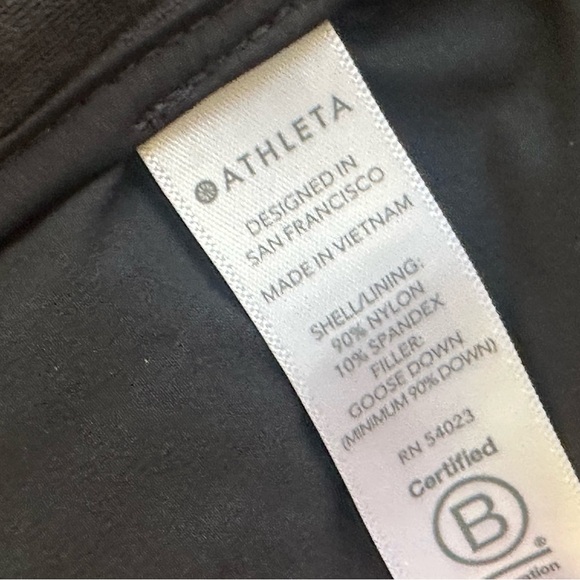 ATHLETA
DESIGNED IN
SAN FRANCISCO
MADE IN VIETNAM
SHELL/LINING:
90% NYLON
10% SPANDEX
FILLER:
GOOSE DOWN
(MINIMUM 90% DOWN)
RN 54023
Certified
B
®